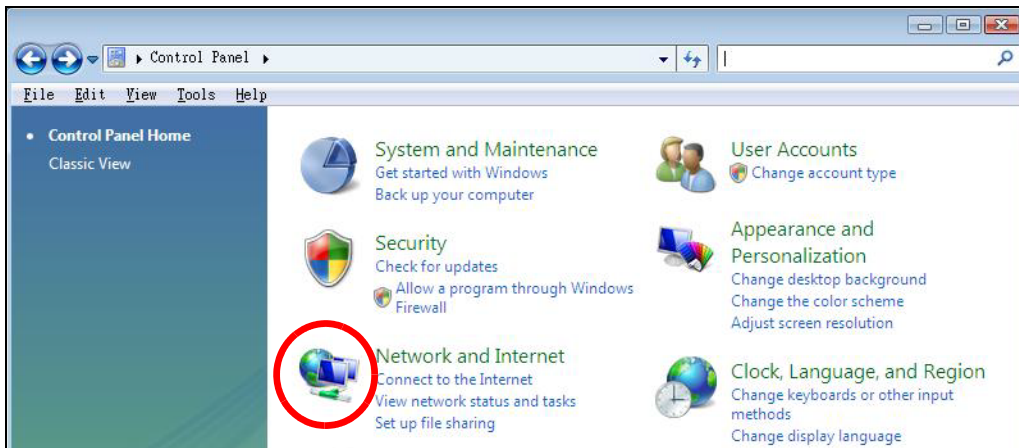 Control Panel
File Edit View Tools Help
Control Panel Home
Classic View
System and Maintenance
Get started with Windows
Back up your computer
Security
Check for updates
Allow a program through Windows
Firewall
Network and Internet
Connect to the Internet
View network status and tasks
Set up file sharing
User Accounts
Change account type
Appearance and
Personalization
Change desktop background
Change the color scheme
Adjust screen resolution
Clock, Language, and Region
Change keyboards or other input
methods
Change display language